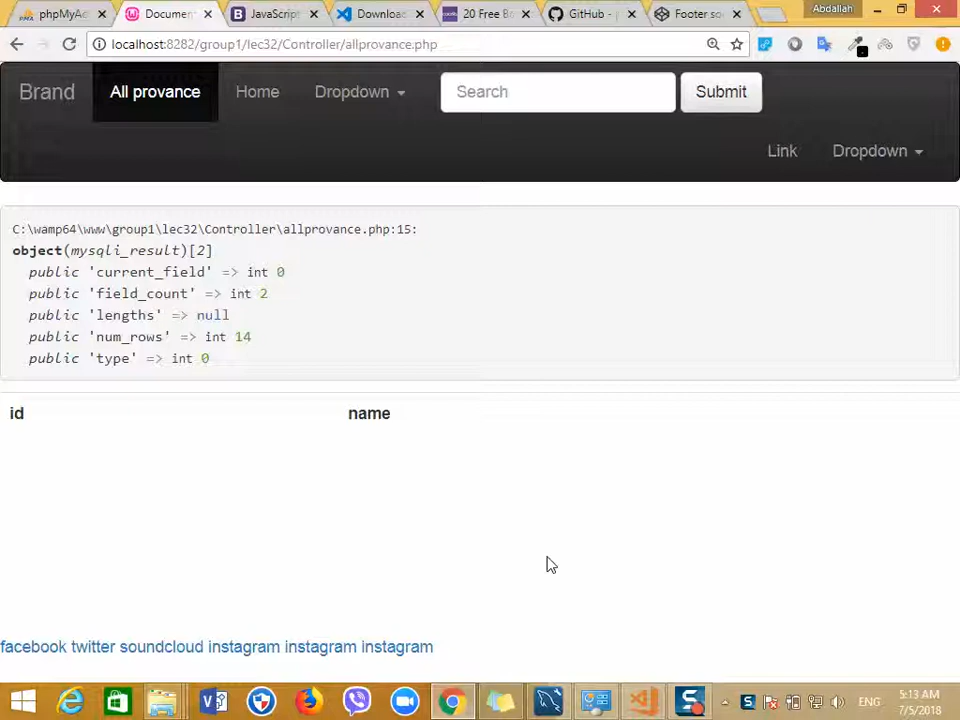 phpMyAd
Documen
JavaScript
Downloa
20 Free Bo
GitHub - p
Footer so
Abdallah
localhost:8282/group1/lec32/Controller/allprovance.php
Brand
All provance
Home
Dropdown
Search
Submit
Link
Dropdown
C:\wamp64\www\group1\lec32\Controller\allprovance.php:15:
object(mysqli_result)[2]
public 'current_field' => int 0
public 'field_count' => int 2
public 'lengths' => null
public 'num_rows' => int 14
public 'type' => int 0
id name
facebook twitter soundcloud instagram instagram instagram
ENG
5:13 AM
7/5/2018